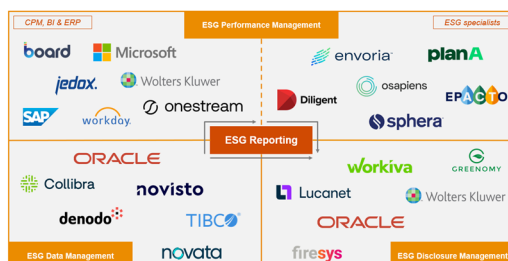 CPM, BI & ERP
ESG Performance Management
ESG specialists
board
Microsoft
envoria
planA
jedox.
Wolters Kluwer
osapiens
Diligent
EPACTO
SAP
workday.
onestream
sphera
ESG Reporting
ORACLE
workiva
GREENOMY
Collibra
novisto
Lucanet
Wolters Kluwer
denodo
TIBCO
ORACLE
ESG Data Management
novata
firesys
ESG Disclosure Management